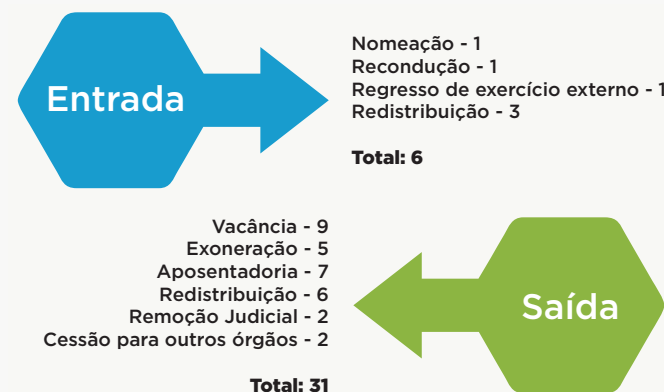 Entrada
Nomeação - 1
Recondução - 1
Regresso de exercício externo - 1
Redistribuição - 3
Total: 6
Vacância - 9
Exoneração - 5
Aposentadoria - 7
Redistribuição - 6
Remoção Judicial - 2
Cessão para outros órgãos - 2
Total: 31
Saída